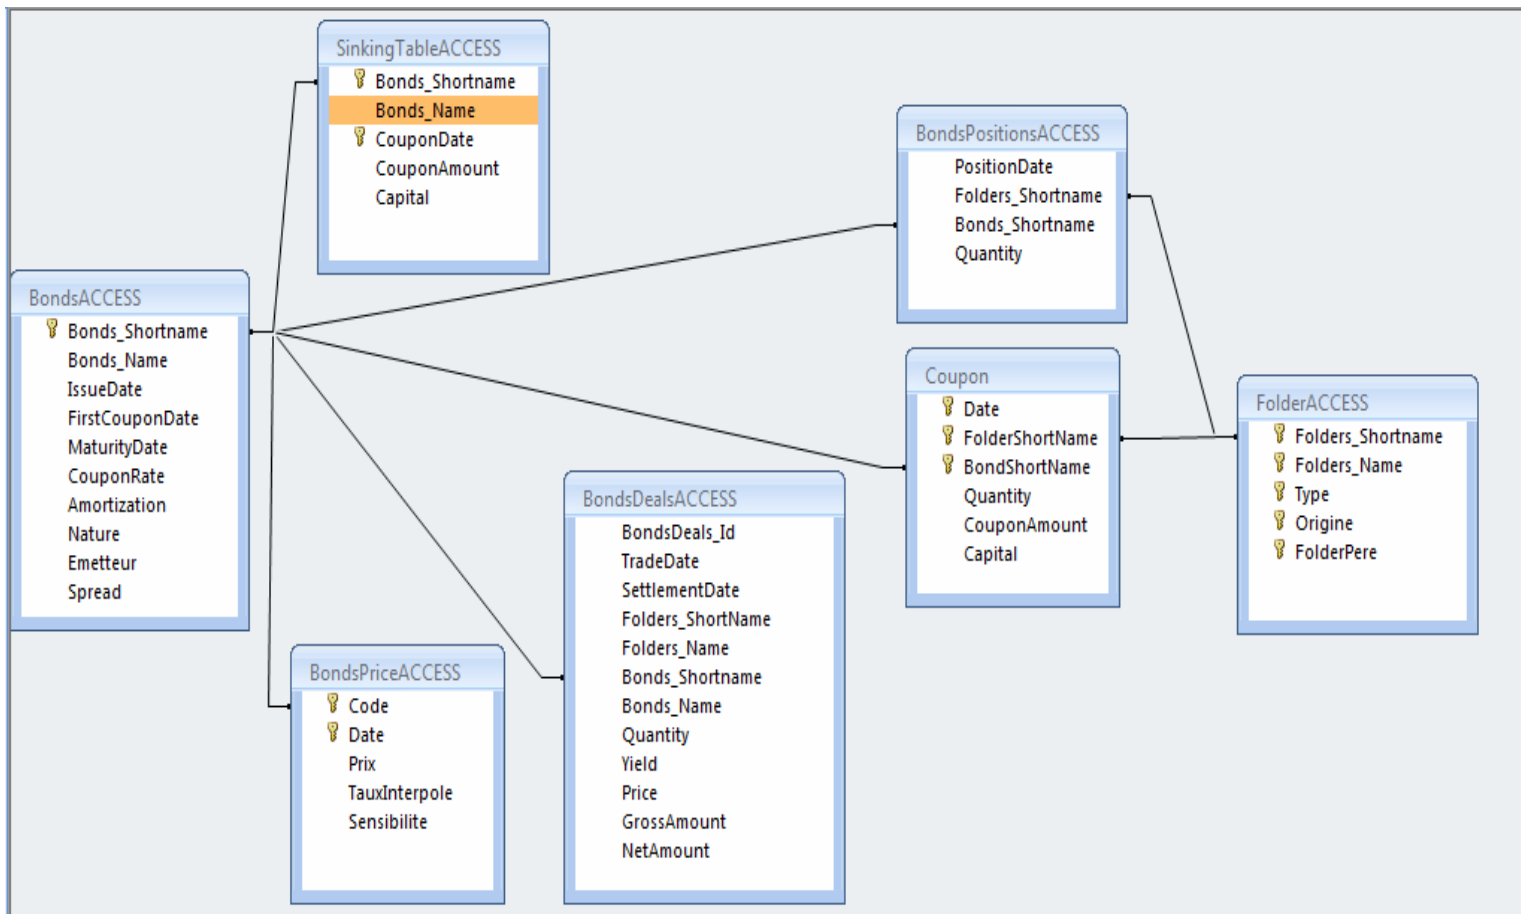 SinkingTableACCESS
Bonds_Shortname
Bonds_Name
CouponDate
CouponAmount
Capital
BondsPositionsACCESS
PositionDate
Folders_Shortname
Bonds_Shortname
Quantity
BondsACCESS
Bonds_Shortname
Bonds_Name
IssueDate
FirstCouponDate
MaturityDate
CouponRate
Amortization
Nature
Emetteur
Spread
Coupon
Date
FolderShortName
BondShortName
Quantity
CouponAmount
Capital
FolderACCESS
Folders_Shortname
Folders_Name
Type
Origine
FolderPere
BondsDealsACCESS
BondsDeals_Id
TradeDate
SettlementDate
Folders_ShortName
Folders_Name
Bonds_Shortname
Bonds_Name
Quantity
Yield
Price
GrossAmount
NetAmount
BondsPriceACCESS
Code
Date
Prix
TauxInterpole
Sensibilite